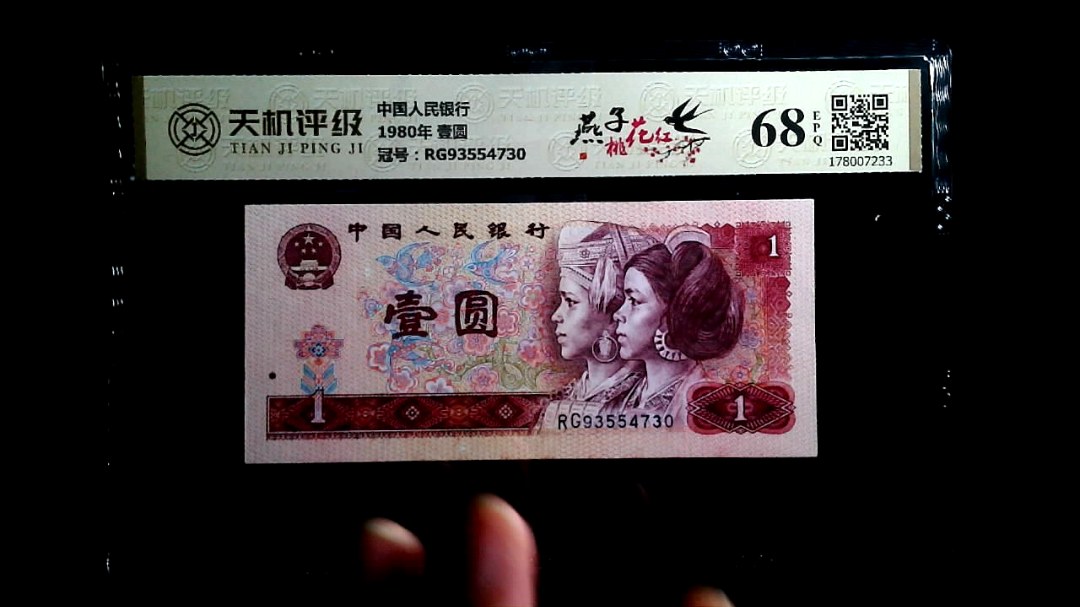 天机评级
TIAN JI PING JI
中国人民银行
1980年 壹圆
冠号：RG93554730
燕子桃花红
68
EPQ
178007233
中国人民银行
1
壹圆
1
RG93554730
1